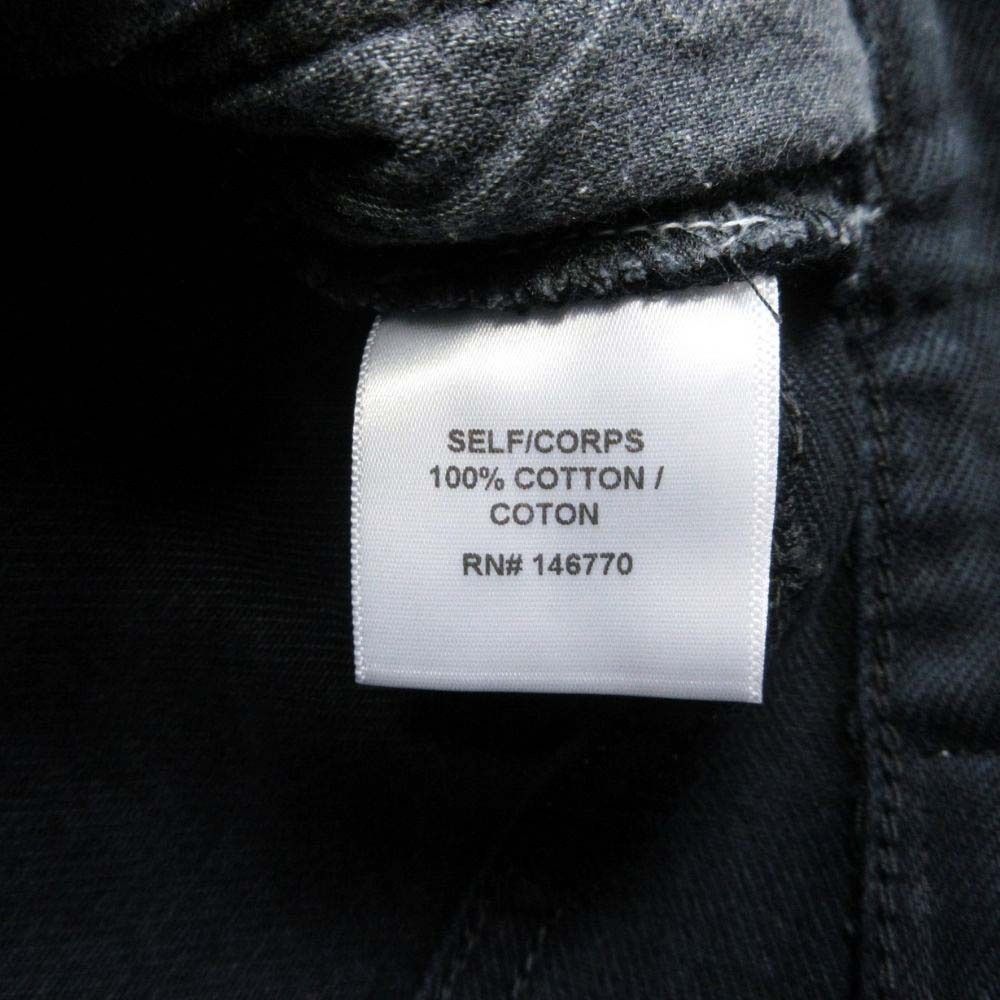 SELF/CORPS
100% COTTON /
COTON
RN# 146770